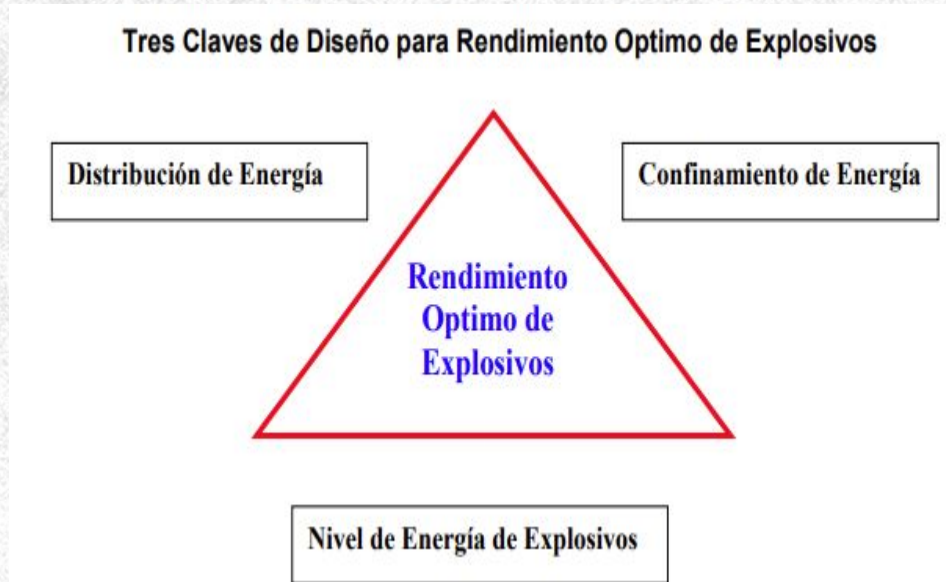 Tres Claves de Diseño para Rendimiento Optimo de Explosivos
Distribución de Energía
Confinamiento de Energía
Rendimiento
Optimo de
Explosivos
Nivel de Energía de Explosivos